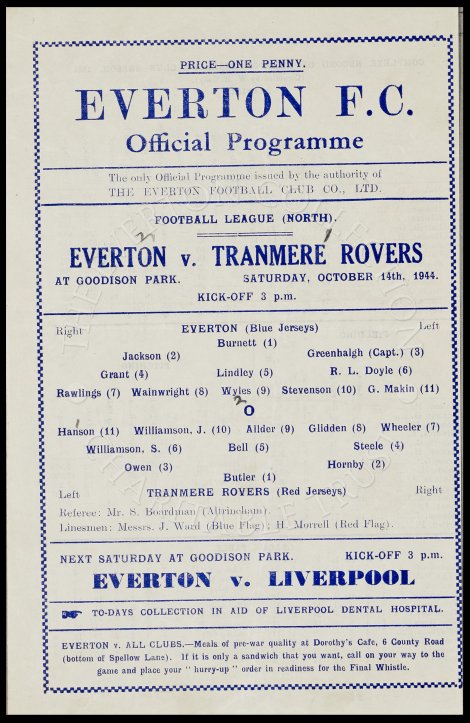 PRICE—ONE PENNY.
EVERTON F.C.
Official Programme
The only Official Programme issued by the authority of
THE EVERTON FOOTBALL CLUB CO., LTD.
FOOTBALL LEAGUE (NORTH).
2 1
EVERTON v. TRANMERE ROVERS
AT GOODISON PARK. SATURDAY, OCTOBER 14th, 1944.
KICK-OFF 3 p.m.
Right EVERTON (Blue Jerseys) Left
Burnett (1)
Jackson (2) Greenhalgh (Capt.) (3)
Grant (4) Lindley (5) R. L. Doyle (6)
Rawlings (7) Wainwright (8) Wyles (9) Stevenson (10) G. Makin (11)
2
O
Hanson (11) Williamson, J. (10) Allder (9) Glidden (8) Wheeler (7)
Williamson, S. (6) Bell (5) Steele (4)
Owen (3) Hornby (2)
Butler (1)
Left TRANMERE ROVERS (Red Jerseys) Right
Referee: Mr. S. Boardman (Altrincham).
Linesmen: Messrs. J. Ward (Blue Flag); H. Morrell (Red Flag).
NEXT SATURDAY AT GOODISON PARK. KICK-OFF 3 p.m.
EVERTON v. LIVERPOOL
TO-DAYS COLLECTION IN AID OF LIVERPOOL DENTAL HOSPITAL.
EVERTON v. ALL CLUBS.—Meals of pre-war quality at Dorothy's Cafe, 6 County Road
(bottom of Spellow Lane). If it is only a sandwich that you want, call on your way to the
game and place your "hurry-up" order in readiness for the Final Whistle.